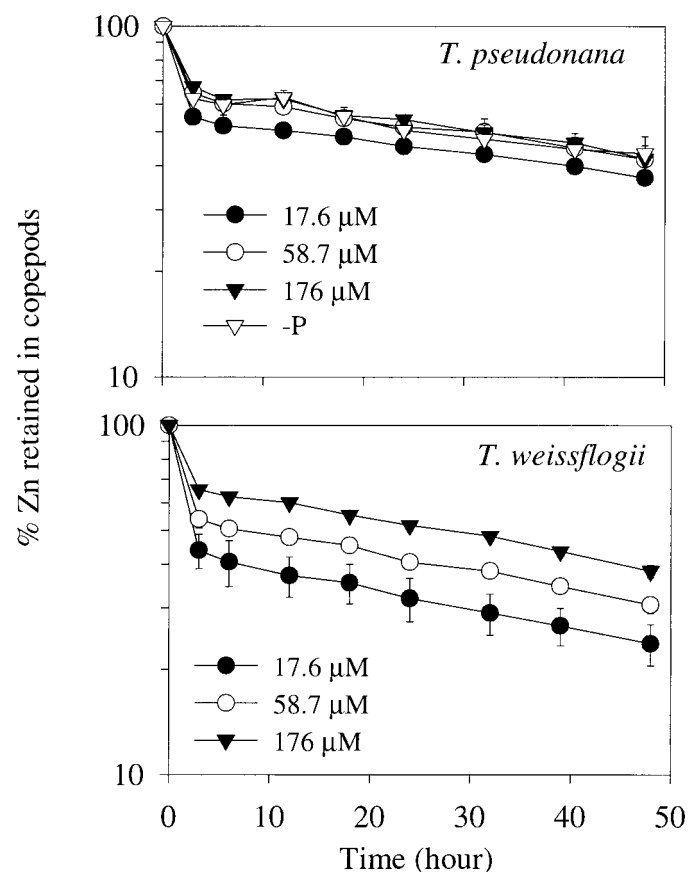 % Zn retained in copepods
100
T. pseudonana
17.6 µM
58.7 µM
176 µM
-P
10
100
T. weissflogii
17.6 µM
58.7 µM
176 µM
10
0 10 20 30 40 50
Time (hour)